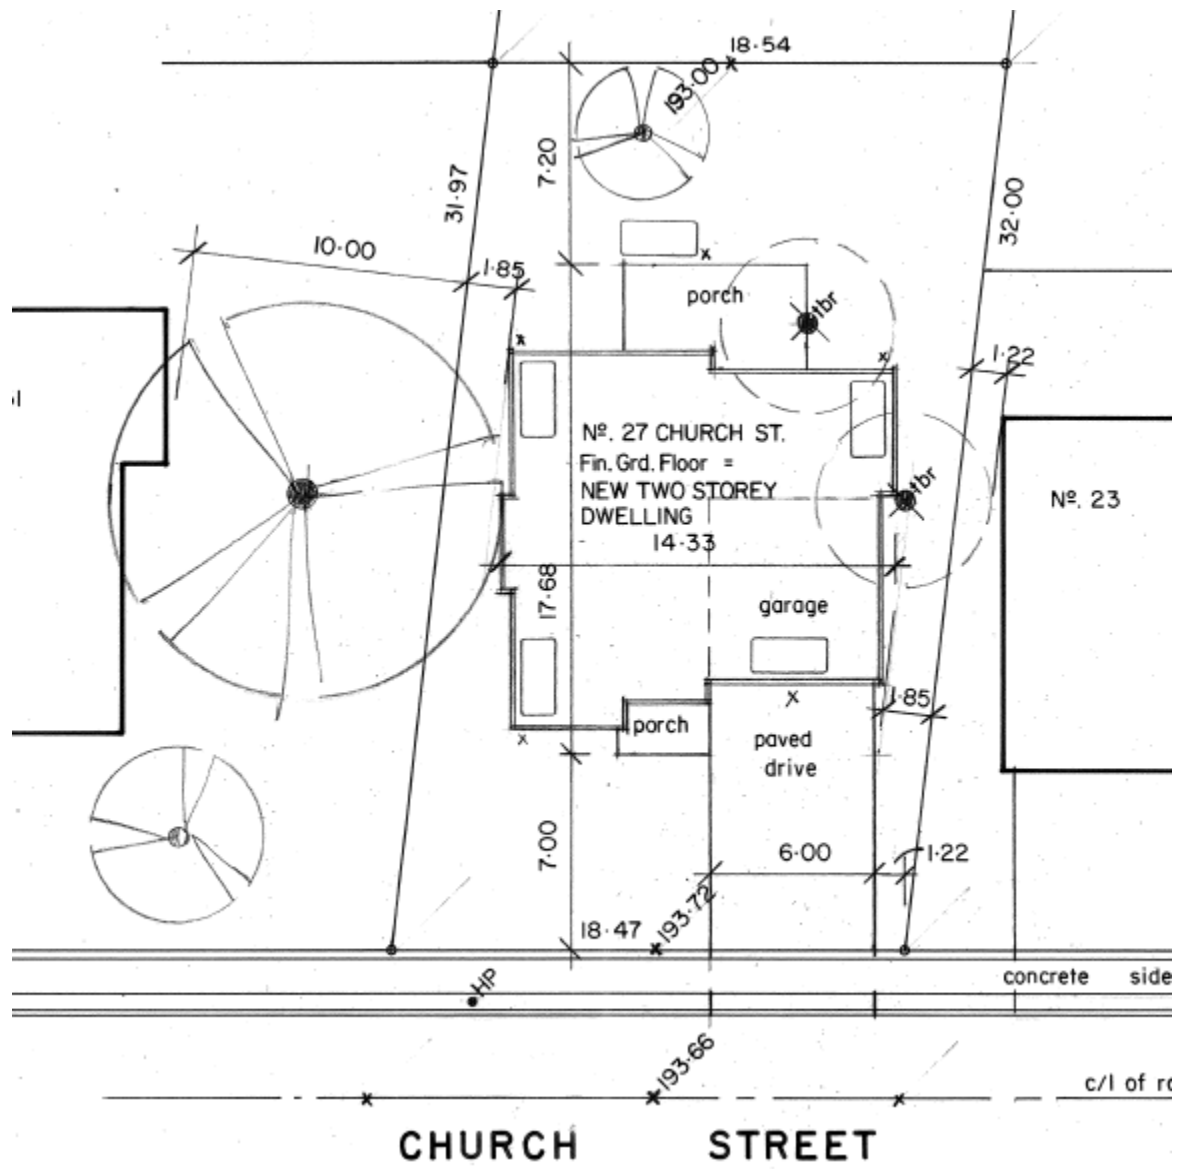 18·54
193·00
7·20
31·97
32·00
10·00
1·85
porch
tbr
1·22
Nº. 27 CHURCH ST.
Fin. Grd. Floor =
NEW TWO STOREY
DWELLING
14·33
tbr
Nº. 23
17·68
garage
1·85
porch
paved
drive
7·00
6·00
1·22
18·47
193·72
concrete side
HP
193·66
c/l of
CHURCH STREET